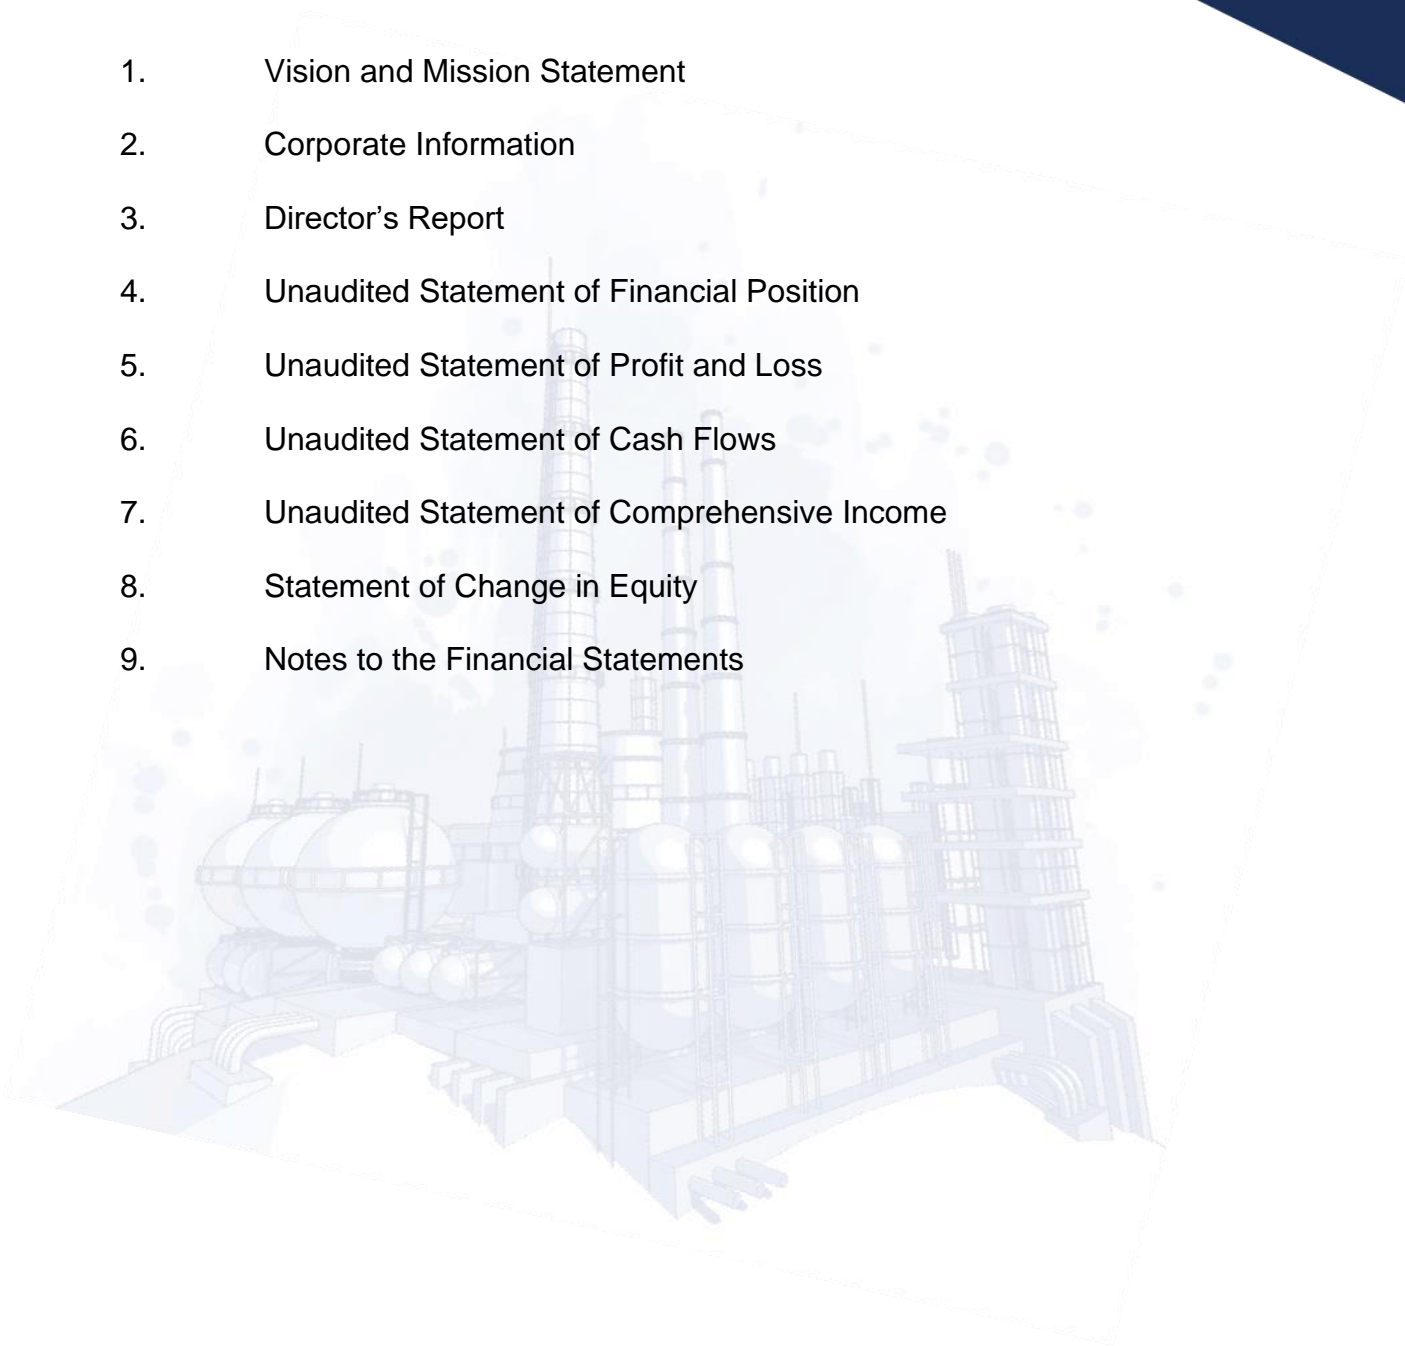 1. Vision and Mission Statement
2. Corporate Information
3. Director’s Report
4. Unaudited Statement of Financial Position
5. Unaudited Statement of Profit and Loss
6. Unaudited Statement of Cash Flows
7. Unaudited Statement of Comprehensive Income
8. Statement of Change in Equity
9. Notes to the Financial Statements